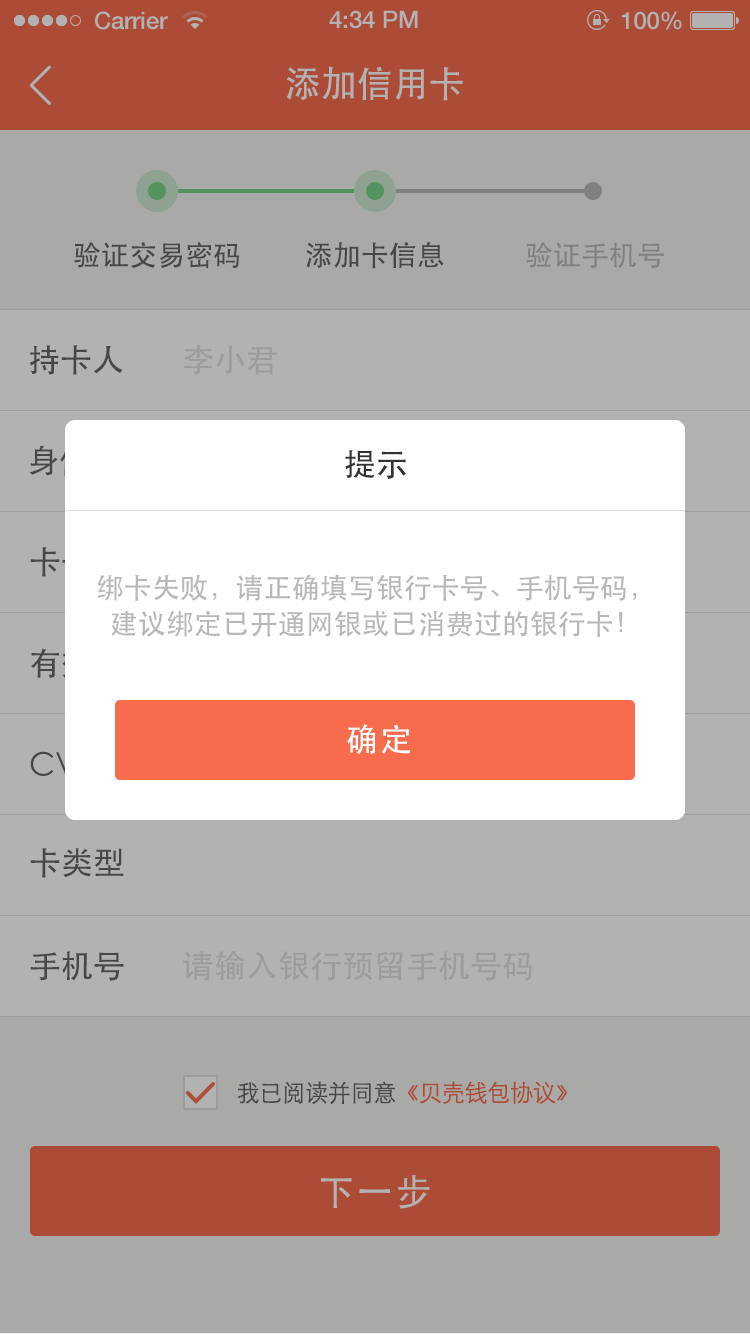 Carrier 4:34 PM 100%
添加信用卡
验证交易密码 添加卡信息 验证手机号
持卡人 李小君
身
提示
卡
绑卡失败，请正确填写银行卡号、手机号码，
建议绑定已开通网银或已消费过的银行卡！
有
确定
CV
卡类型
手机号 请输入银行预留手机号码
我已阅读并同意《贝壳钱包协议》
下一步